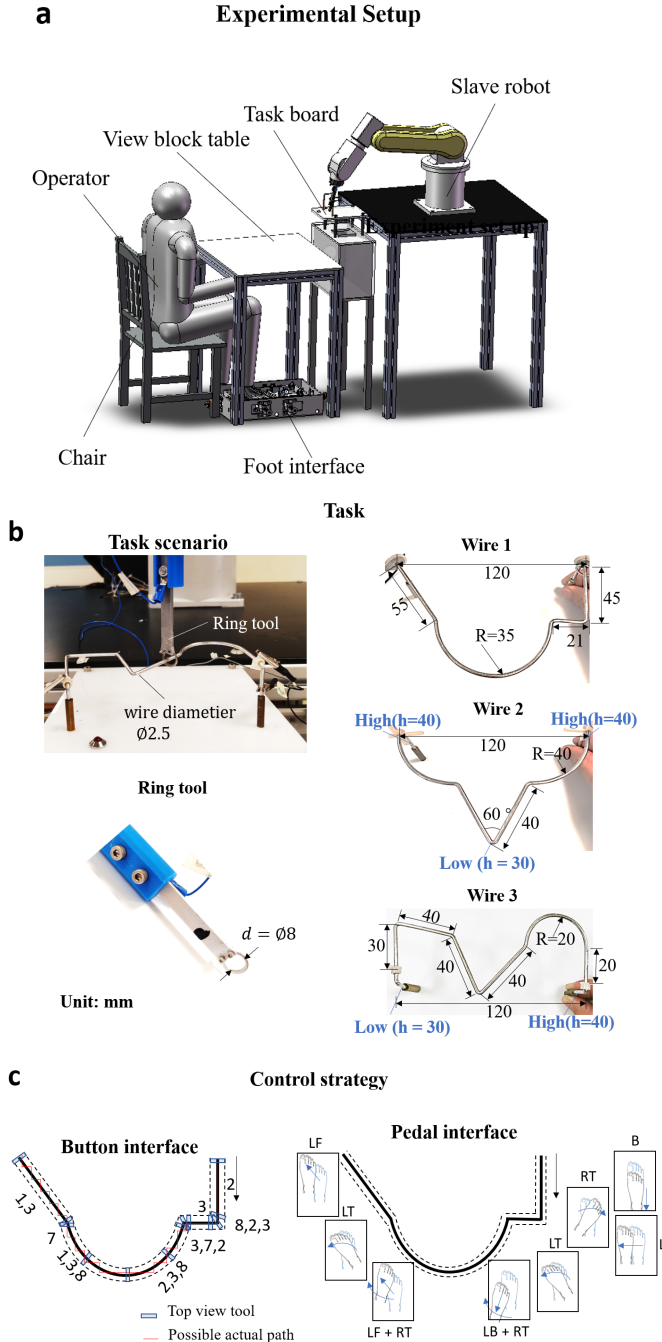 a
Experimental Setup
Slave robot
Task board
View block table
Operator
Experiment set up
Chair
Foot interface
Task
b
Task scenario
Ring tool
wire diametier
Ø2.5
Ring tool
d = Ø8
Unit: mm
Wire 1
120
55
45
R=35
21
Wire 2
High(h=40)
High(h=40)
120
R=40
60 °
40
Low (h = 30)
Wire 3
40
30
R=20
40
40
20
120
Low (h = 30)
High(h=40)
c
Control strategy
Button interface
2
1,3
3
8,2,3
7
3,7,2
1,3,8
2,3,8
Top view tool
Possible actual path
Pedal interface
LF
B
RT
LT
L
LT
LF + RT
LB + RT